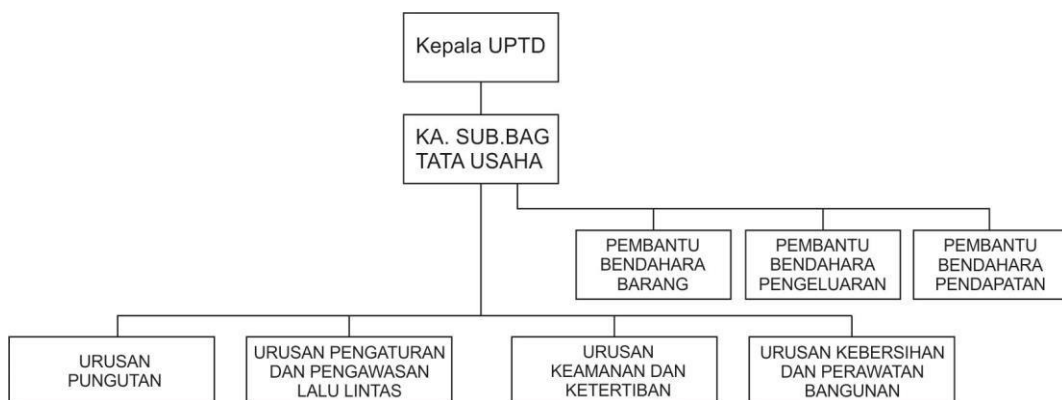 Kepala UPTD
KA. SUB.BAG
TATA USAHA
PEMBANTU
BENDAHARA
BARANG
PEMBANTU
BENDAHARA
PENGELUARAN
PEMBANTU
BENDAHARA
PENDAPATAN
URUSAN
PUNGUTAN
URUSAN PENGATURAN
DAN PENGAWASAN
LALU LINTAS
URUSAN
KEAMANAN DAN
KETERTIBAN
URUSAN KEBERSIHAN
DAN PERAWATAN
BANGUNAN